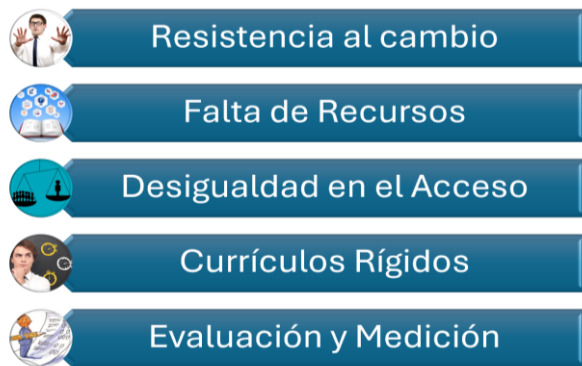 Resistencia al cambio
Falta de Recursos
Desigualdad en el Acceso
Currículos Rígidos
Evaluación y Medición